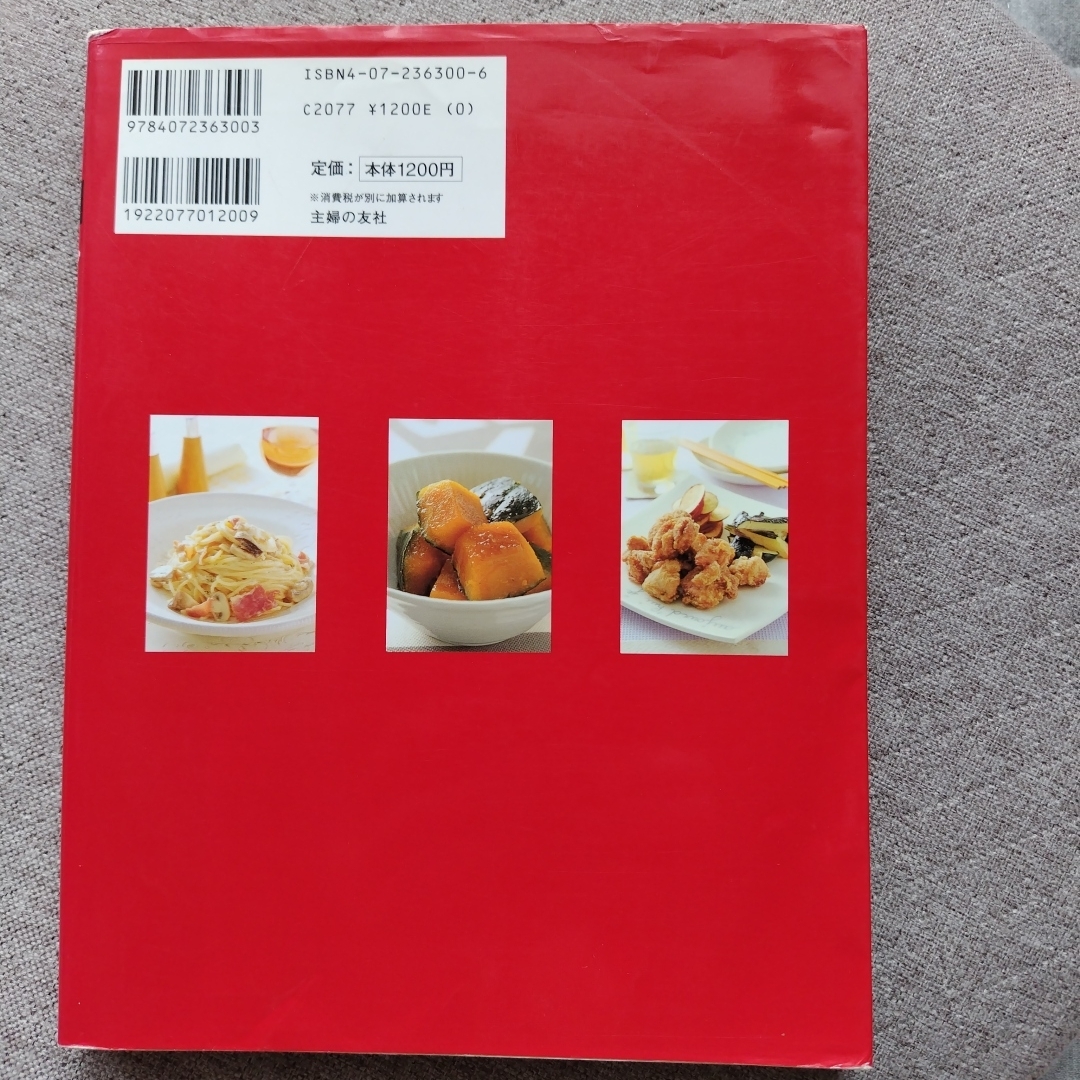 ISBN4-07-236300-6
C2077 ¥1200E (0)
9784072363003
定価：本体1200円
※消費税が別に加算されます
主婦の友社
1922077012009